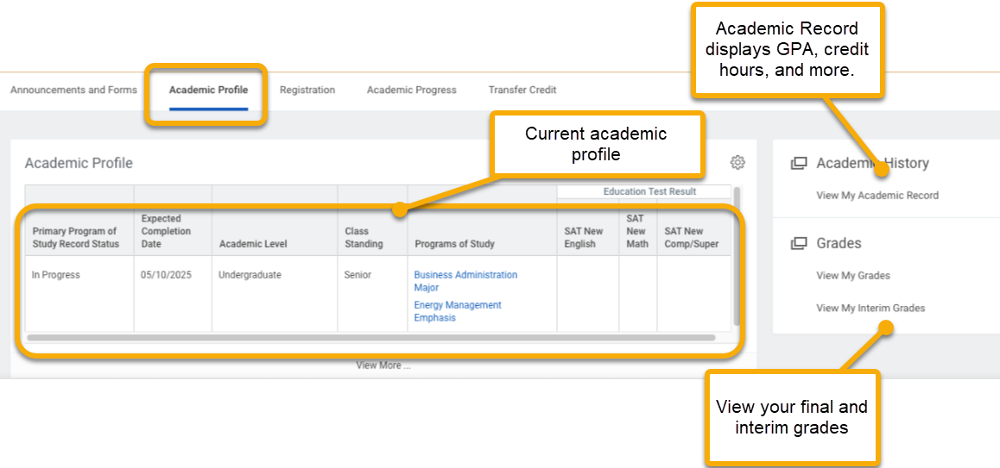 Academic Record
displays GPA, credit
hours, and more.
Announcements and Forms
Academic Profile
Registration
Academic Progress
Transfer Credit
Current academic
profile
Academic Profile
Education Test Result
Primary Program of
Study Record Status
Expected
Completion
Date
Academic Level
Class
Standing
Programs of Study
SAT New
English
SAT
New
Math
SAT New
Comp/Super
In Progress
05/10/2025
Undergraduate
Senior
Business Administration
Major
Energy Management
Emphasis
View More ...
Academic History
View My Academic Record
Grades
View My Grades
View My Interim Grades
View your final and
interim grades